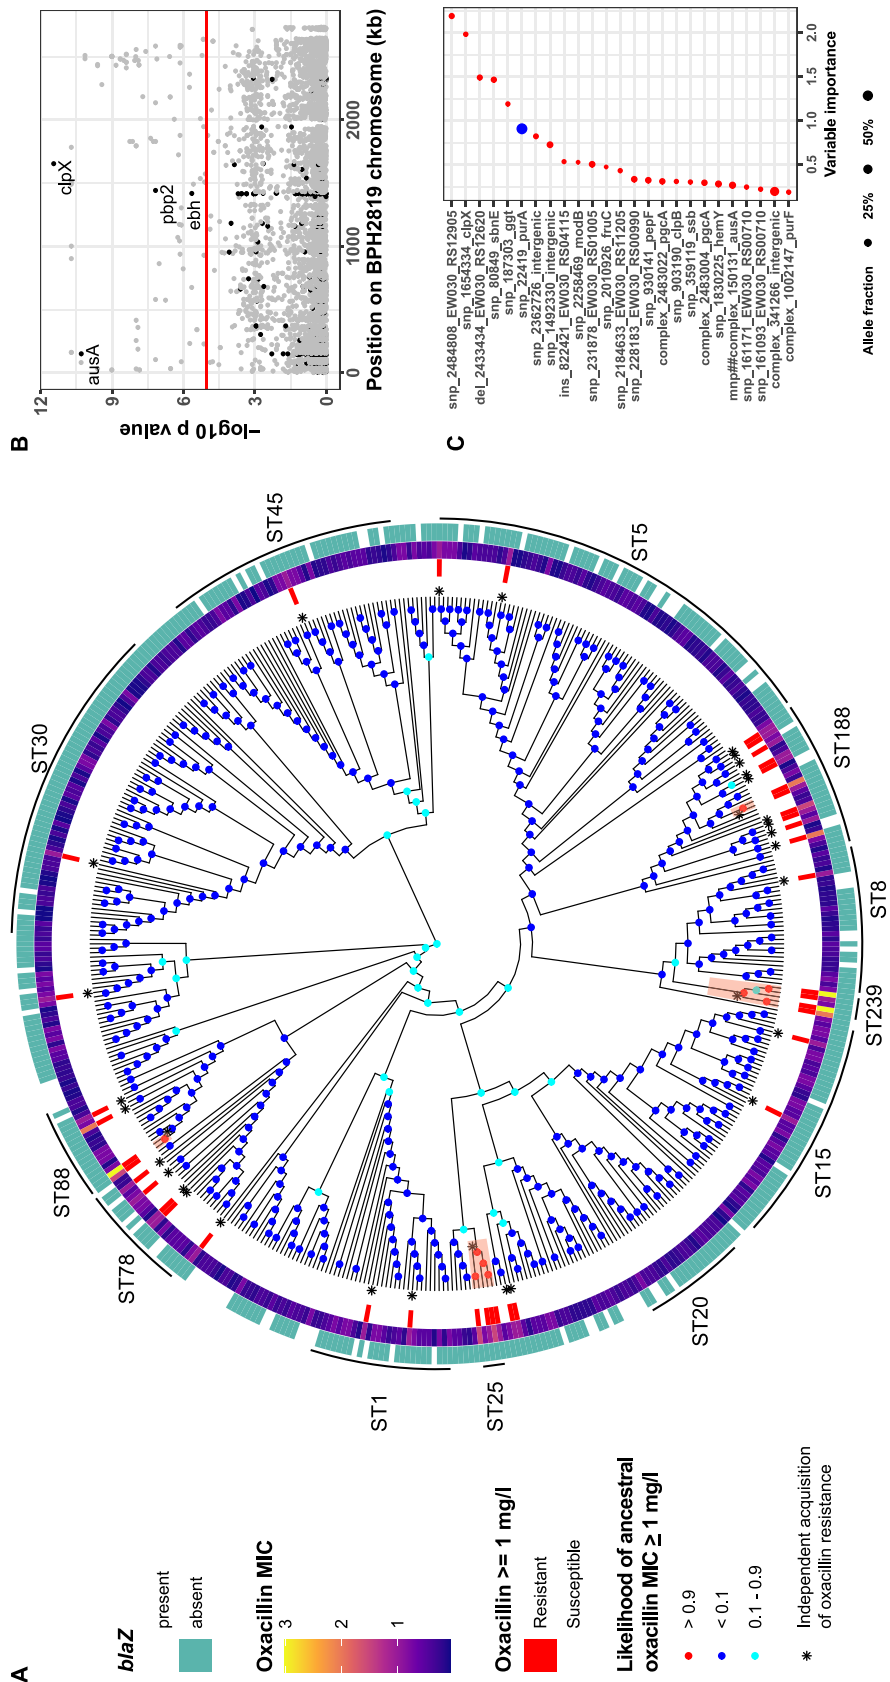 A
blaZ
present
absent
Oxacillin MIC
3
2
1
Oxacillin >= 1 mg/l
Resistant
Susceptible
Likelihood of ancestral
oxacillin MIC ≥ 1 mg/l
> 0.9
< 0.1
0.1 - 0.9
Independent acquisition
of oxacillin resistance
ST1
ST78
ST88
ST30
ST45
ST5
ST188
ST8
ST239
ST15
ST20
ST25
B
−log10 p value
12
9
6
3
0
ausA
clpX
pbp2
ebh
0
1000
2000
Position on BPH2819 chromosome (kb)
C
snp_2484808_EW030_RS12905
snp_1654334_clpX
del_2433434_EW030_RS12620
snp_80849_sbnE
snp_187303_ggt
snp_22419_purA
snp_2362726_intergenic
snp_1492330_intergenic
ins_822421_EW030_RS04115
snp_2258469_modB
snp_231878_EW030_RS01005
snp_2010926_fruC
snp_2184633_EW030_RS11205
snp_228183_EW030_RS00990
snp_930141_pepF
complex_2483022_pgcA
snp_903190_clpB
snp_359119_ssb
complex_2483004_pgcA
snp_1830225_hemY
mnp##complex_150131_ausA
snp_161171_EW030_RS00710
snp_161093_EW030_RS00710
complex_341266_intergenic
complex_1002147_purF
0.5
1.0
1.5
2.0
Variable importance
Allele fraction
25%
50%